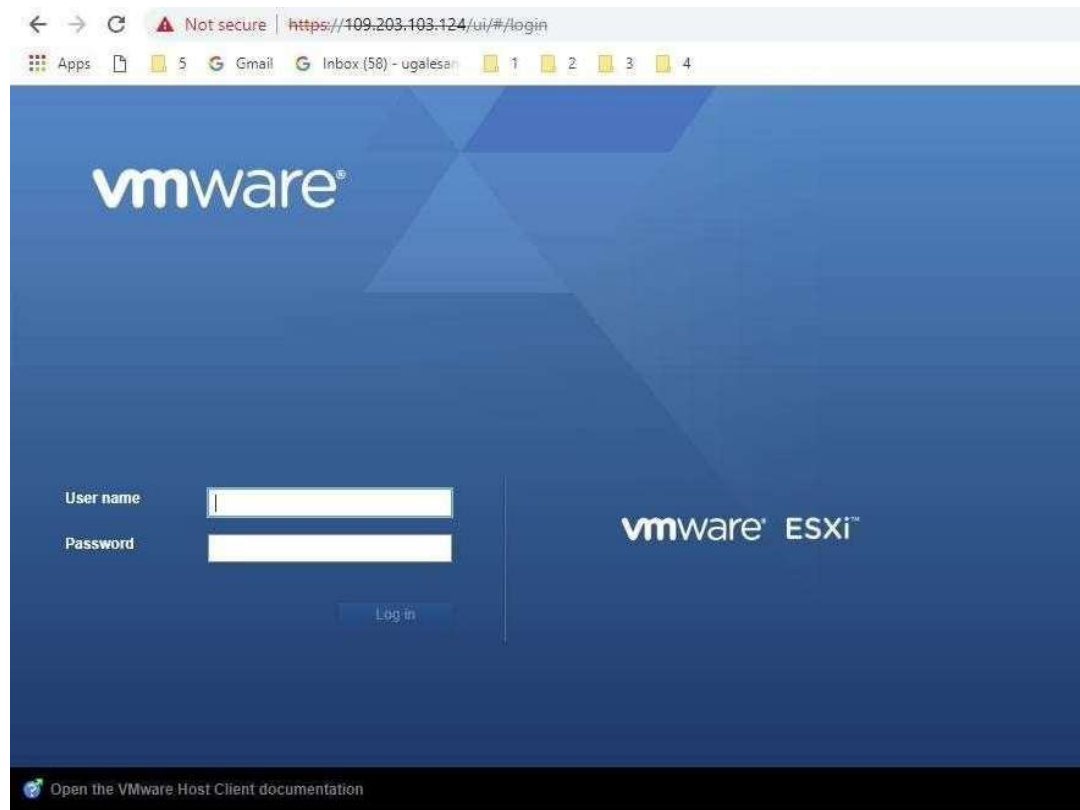 Not secure | https://109.203.103.124/ui/#/login
Apps 5 Gmail Inbox (58) - ugalesan 1 2 3 4
vmware®
User name
Password
vmware® ESXi™
Log in
Open the VMware Host Client documentation